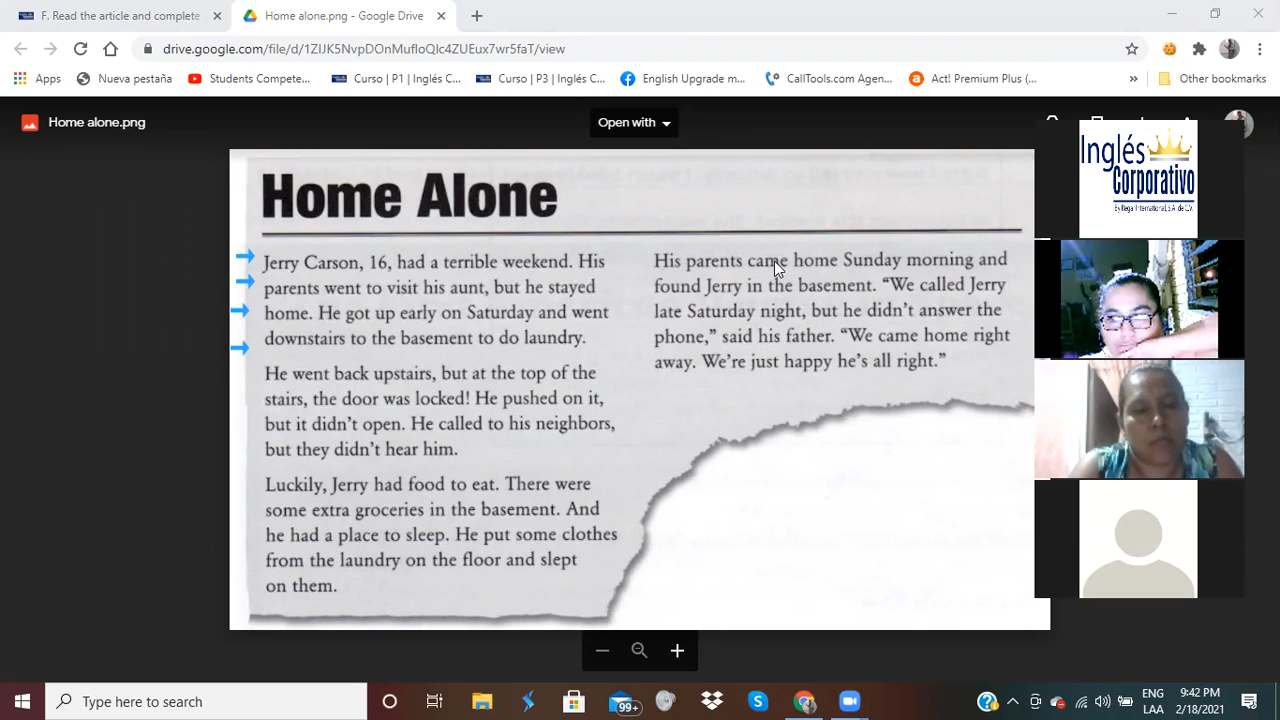 F. Read the article and complete
Home alone.png - Google Drive
drive.google.com/file/d/1ZIJK5NvpDOnMufloQlc4ZUEux7wr5faT/view
Apps
Nueva pestaña
Students Compete...
Curso | P1 | Inglés C...
Curso | P3 | Inglés C...
English Upgrade m...
CallTools.com Agen...
Act! Premium Plus (...
»
Other bookmarks
Home alone.png
Open with
Inglés
Corporativo
Home Alone
Jerry Carson, 16, had a terrible weekend. His
parents went to visit his aunt, but he stayed
home. He got up early on Saturday and went
downstairs to the basement to do laundry.
He went back upstairs, but at the top of the
stairs, the door was locked! He pushed on it,
but it didn't open. He called to his neighbors,
but they didn't hear him.
Luckily, Jerry had food to eat. There were
some extra groceries in the basement. And
he had a place to sleep. He put some clothes
from the laundry on the floor and slept
on them.
His parents came home Sunday morning and
found Jerry in the basement. “We called Jerry
late Saturday night, but he didn't answer the
phone,” said his father. “We came home right
away. We're just happy he's all right.”
Type here to search
99+
ENG
LAA
9:42 PM
2/18/2021